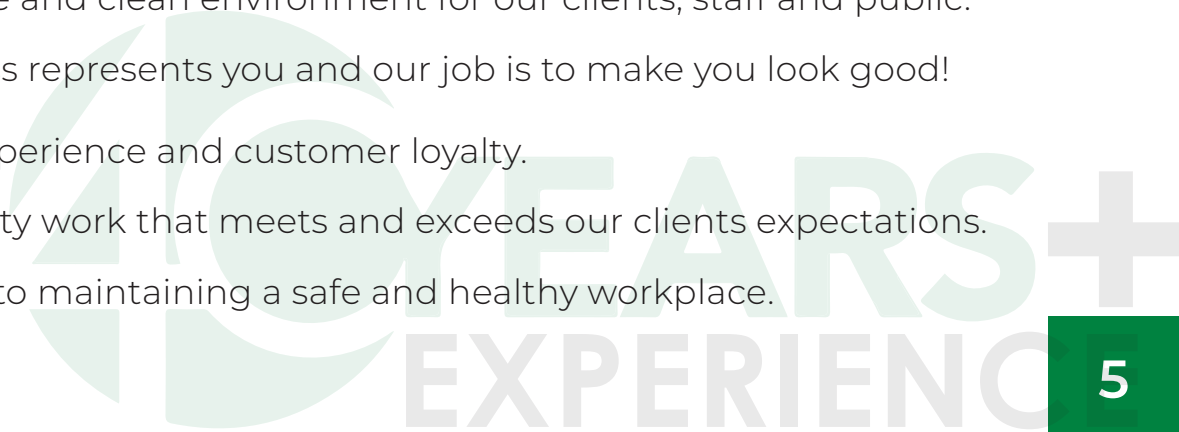 e and clean environment for our clients, staff and public.
s represents you and our job is to make you look good!
perience and customer loyalty.
ty work that meets and exceeds our clients expectations.
to maintaining a safe and healthy workplace.
40 YEARS+
EXPERIENCE
5